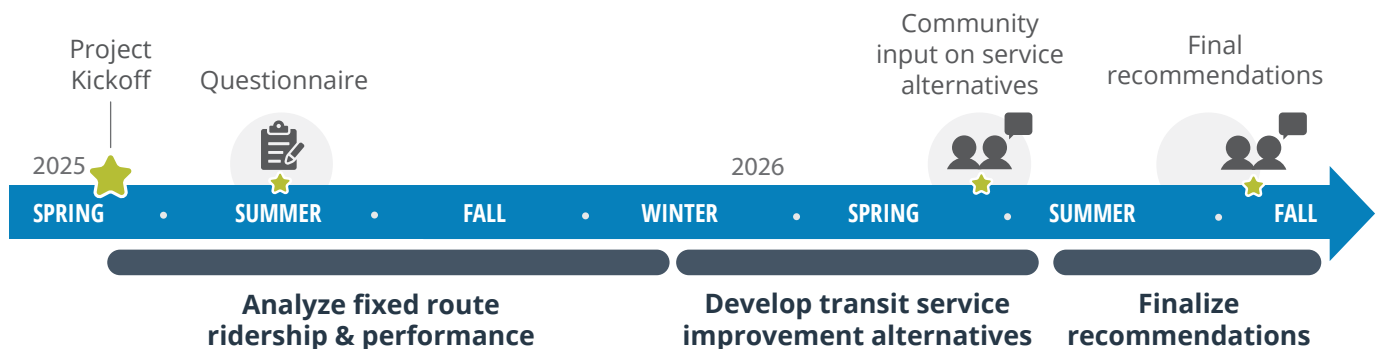 Project
Kickoff
Questionnaire
Community
input on service
alternatives
Final
recommendations
2025
2026
SPRING • SUMMER • FALL • WINTER • SPRING • SUMMER • FALL
Analyze fixed route
ridership & performance
Develop transit service
improvement alternatives
Finalize
recommendations